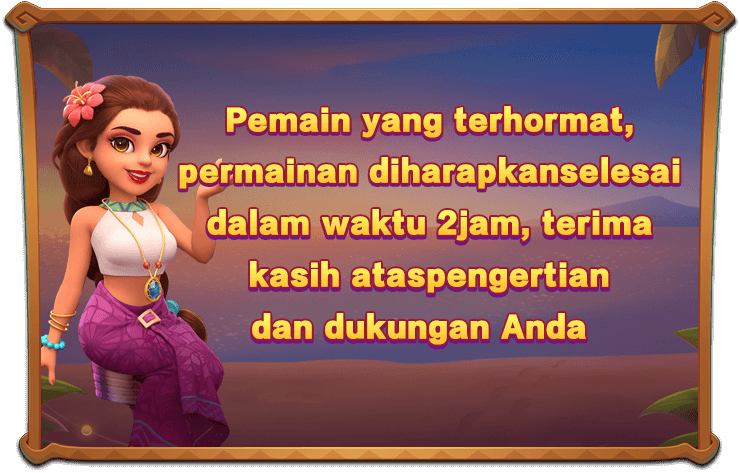 Pemain yang terhormat,
permainan diharapkanselesai
dalam waktu 2jam, terima
kasih ataspengertian
dan dukungan Anda